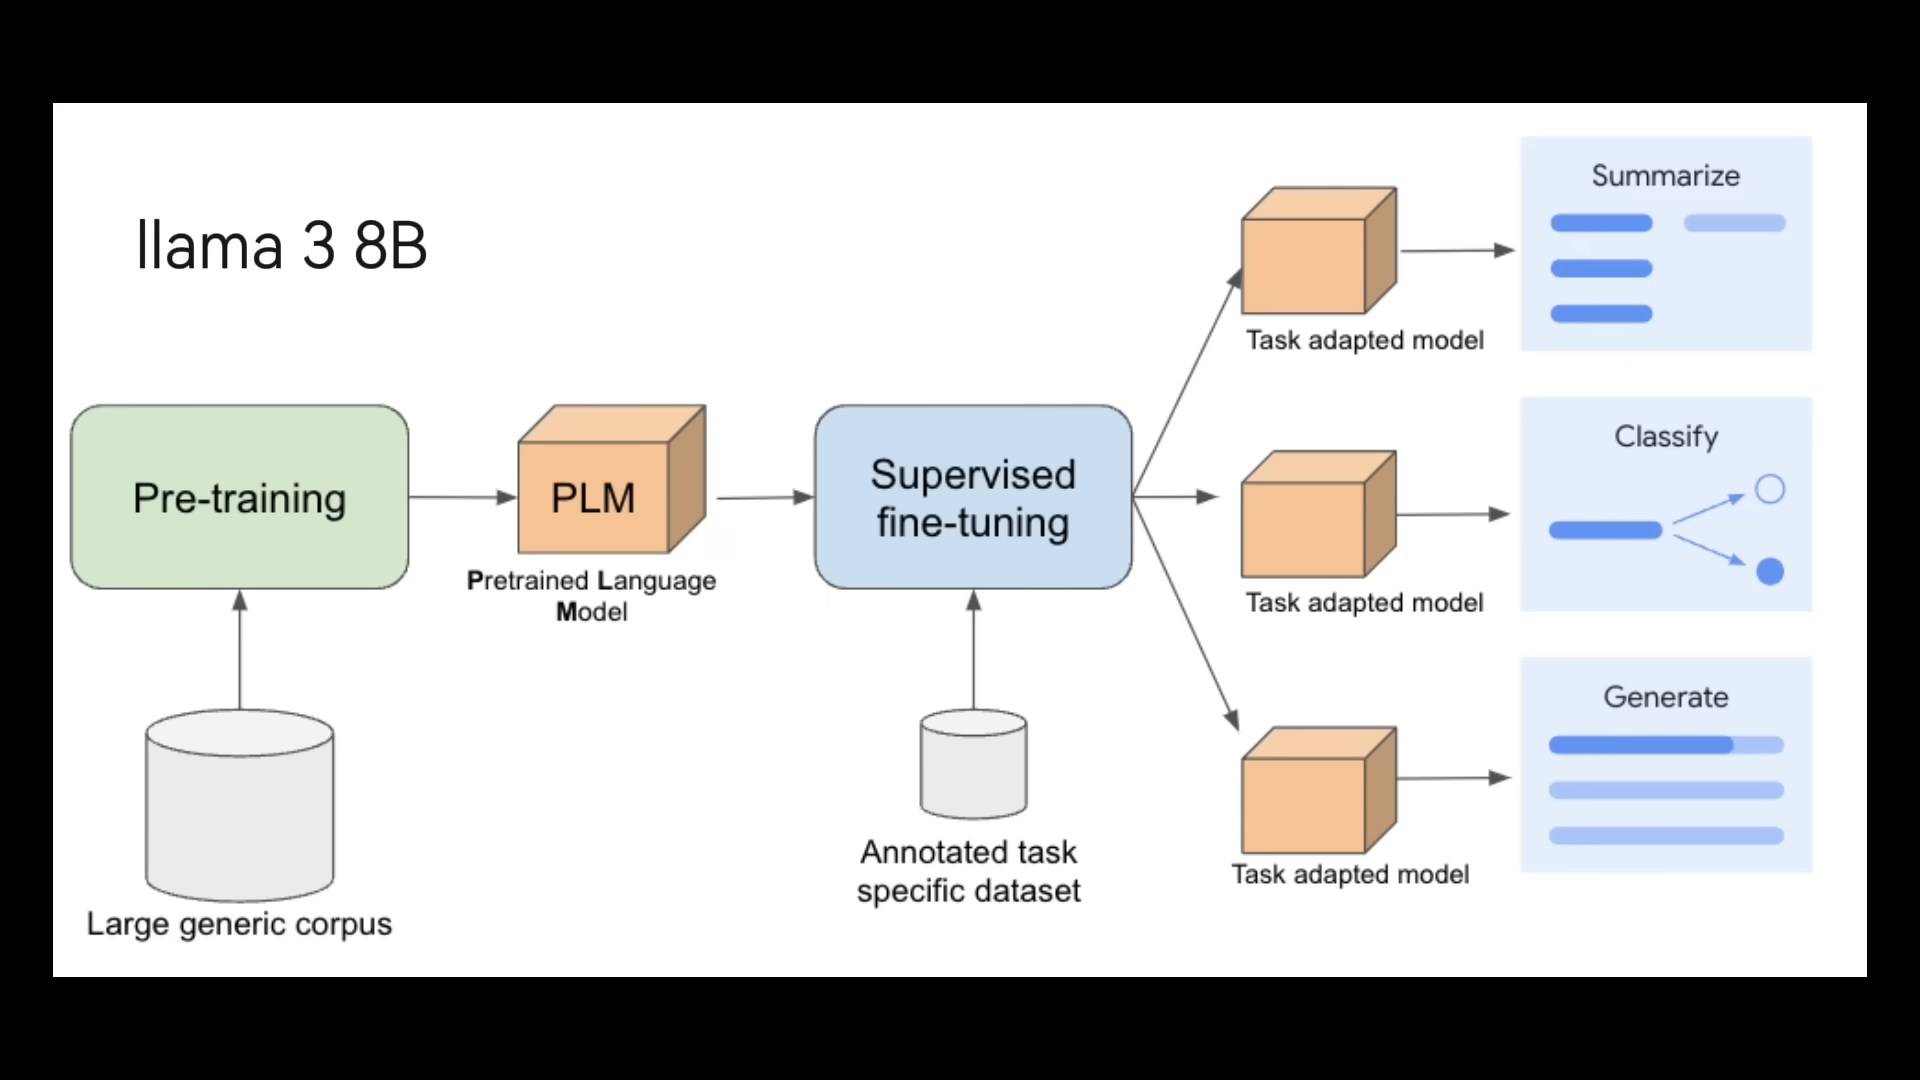 llama 3 8B
Pre-training
PLM
Pretrained Language
Model
Supervised
fine-tuning
Large generic corpus
Annotated task
specific dataset
Task adapted model
Summarize
Task adapted model
Classify
Task adapted model
Generate